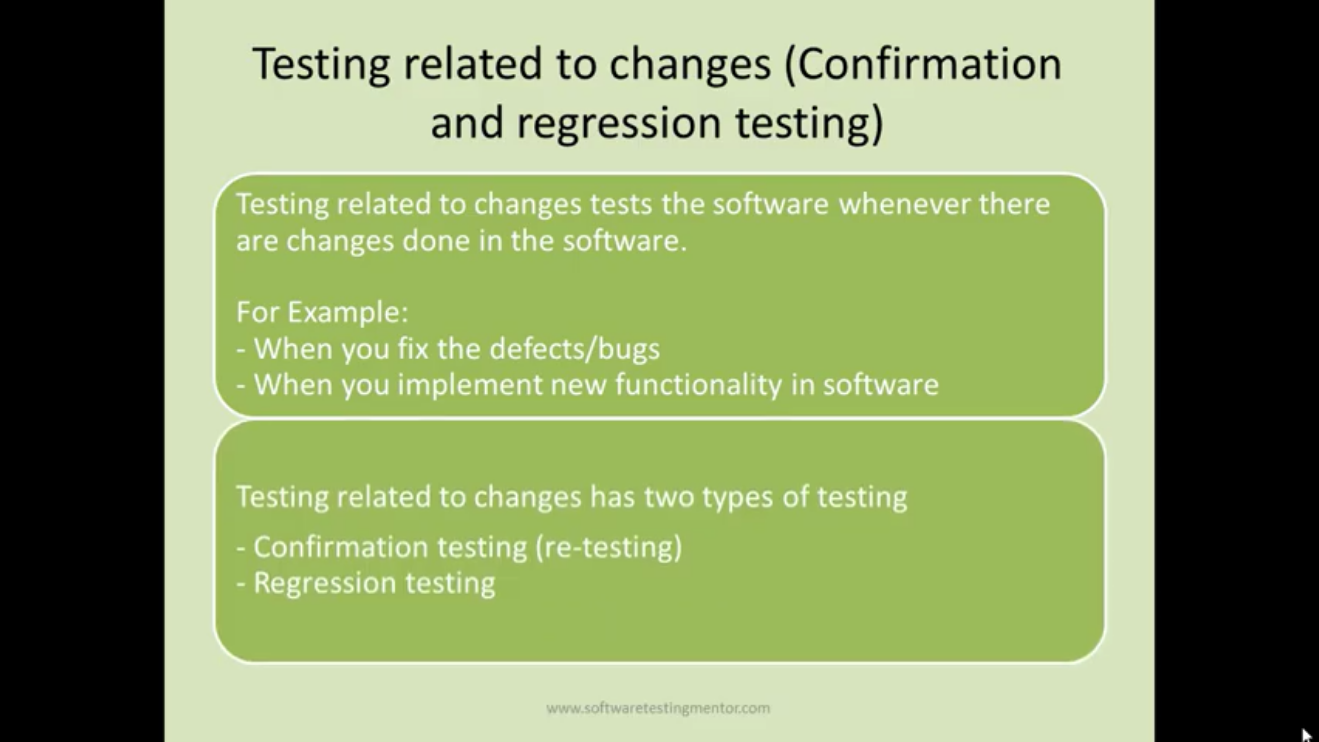 Testing related to changes (Confirmation
and regression testing)
Testing related to changes tests the software whenever there
are changes done in the software.
For Example:
- When you fix the defects/bugs
- When you implement new functionality in software
Testing related to changes has two types of testing
- Confirmation testing (re-testing)
- Regression testing
www.softwaretestingmentor.com